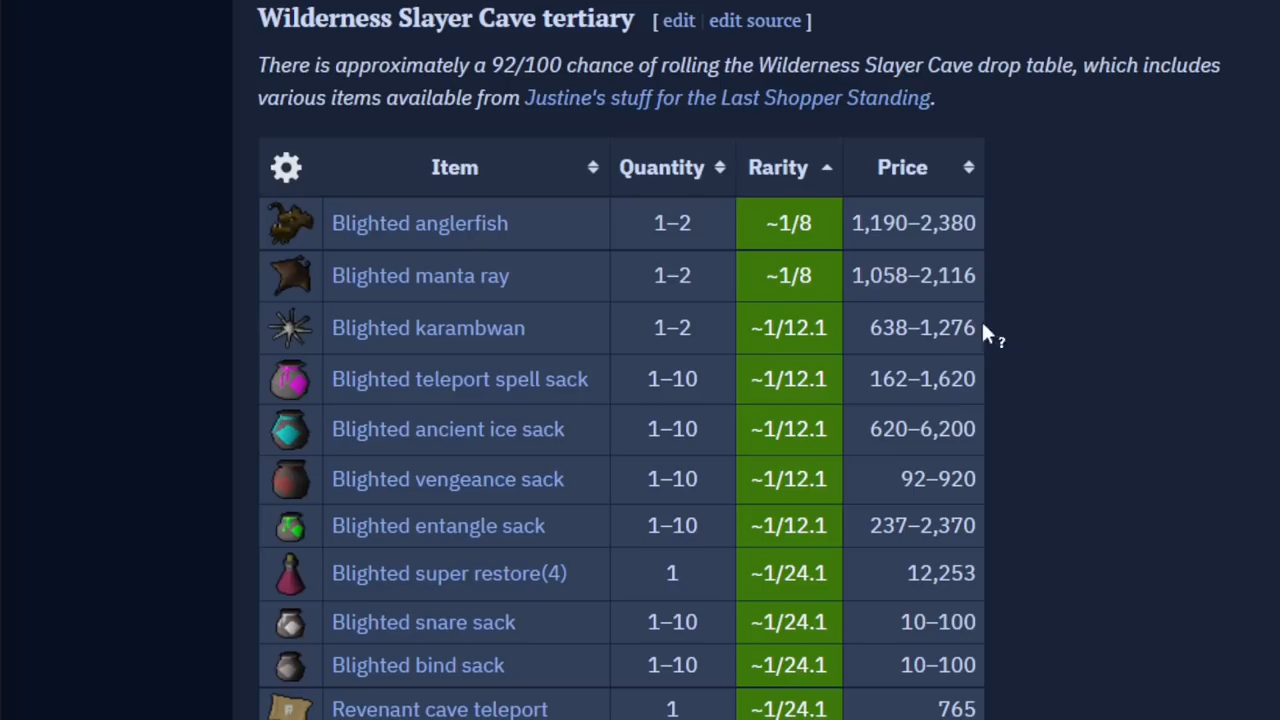 Wilderness Slayer Cave tertiary [ edit | edit source ]
There is approximately a 92/100 chance of rolling the Wilderness Slayer Cave drop table, which includes
various items available from Justine's stuff for the Last Shopper Standing.
Item Quantity Rarity Price
Blighted anglerfish 1–2 ~1/8 1,190–2,380
Blighted manta ray 1–2 ~1/8 1,058–2,116
Blighted karambwan 1–2 ~1/12.1 638–1,276
Blighted teleport spell sack 1–10 ~1/12.1 162–1,620
Blighted ancient ice sack 1–10 ~1/12.1 620–6,200
Blighted vengeance sack 1–10 ~1/12.1 92–920
Blighted entangle sack 1–10 ~1/12.1 237–2,370
Blighted super restore(4) 1 ~1/24.1 12,253
Blighted snare sack 1–10 ~1/24.1 10–100
Blighted bind sack 1–10 ~1/24.1 10–100
Revenant cave teleport 1 ~1/24.1 765